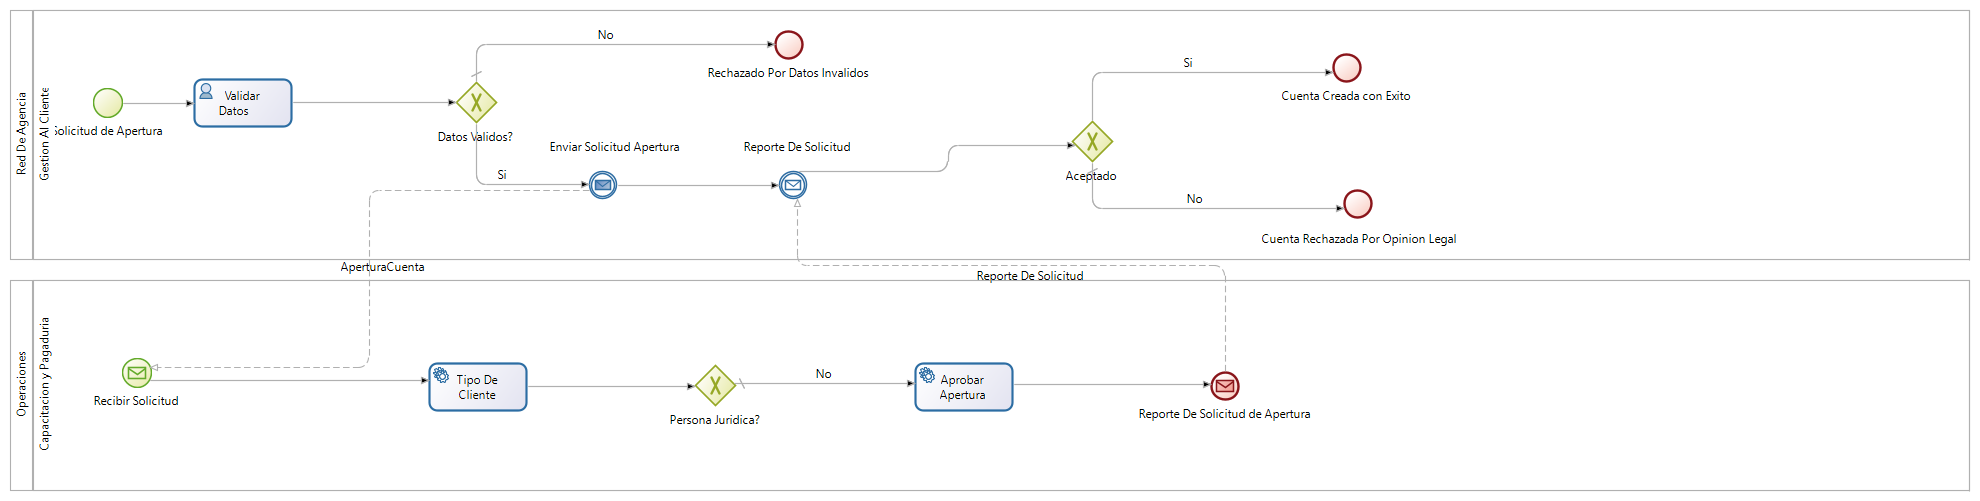 Red De Agencia
Gestion Al Cliente
Solicitud de Apertura
Validar
Datos
Datos Validos?
No
Rechazado Por Datos Invalidos
Si
Enviar Solicitud Apertura
Reporte De Solicitud
Aceptado
Si
Cuenta Creada con Exito
No
Cuenta Rechazada Por Opinion Legal
AperturaCuenta
Reporte De Solicitud
Operaciones
Capacitacion y Pagaduria
Recibir Solicitud
Tipo De
Cliente
Persona Juridica?
No
Aprobar
Apertura
Reporte De Solicitud de Apertura